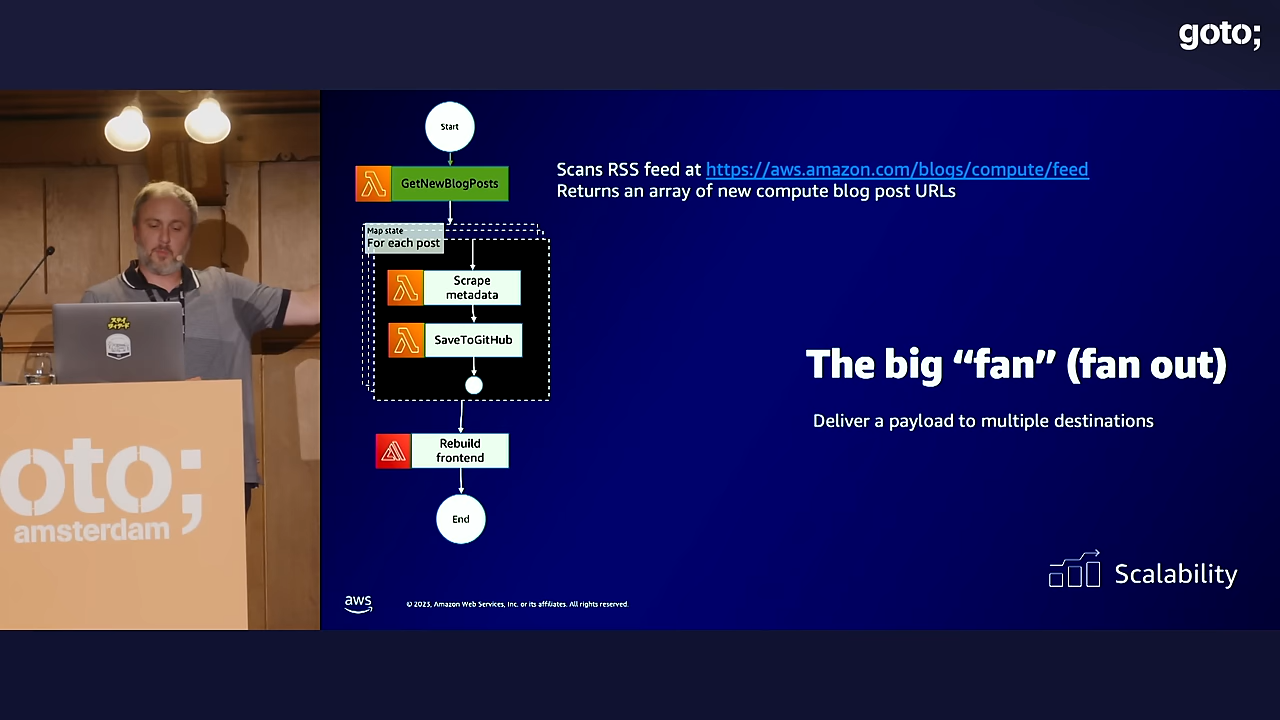 goto;
Start
GetNewBlogPosts
Scans RSS feed at https://aws.amazon.com/blogs/compute/feed
Returns an array of new compute blog post URLs
Map state
For each post
Scrape
metadata
SaveToGitHub
The big “fan” (fan out)
Deliver a payload to multiple destinations
Rebuild
frontend
End
Scalability
aws
© 2023, Amazon Web Services, Inc. or its affiliates. All rights reserved.
oto;
amsterdam